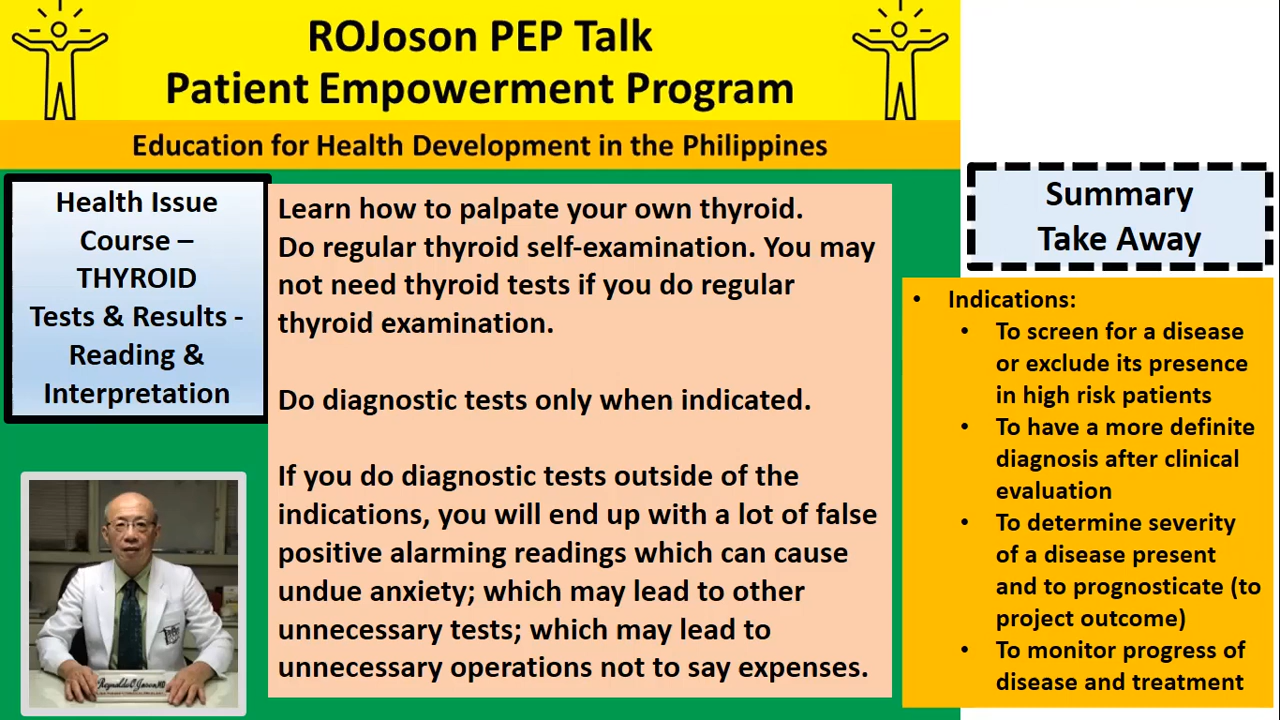 ROJoson PEP Talk
Patient Empowerment Program
Education for Health Development in the Philippines
Health Issue
Course –
THYROID
Tests & Results -
Reading &
Interpretation
Learn how to palpate your own thyroid.
Do regular thyroid self-examination. You may
not need thyroid tests if you do regular
thyroid examination.
Do diagnostic tests only when indicated.
If you do diagnostic tests outside of the
indications, you will end up with a lot of false
positive alarming readings which can cause
undue anxiety; which may lead to other
unnecessary tests; which may lead to
unnecessary operations not to say expenses.
Summary
Take Away
• Indications:
• To screen for a disease
or exclude its presence
in high risk patients
• To have a more definite
diagnosis after clinical
evaluation
• To determine severity
of a disease present
and to prognosticate (to
project outcome)
• To monitor progress of
disease and treatment